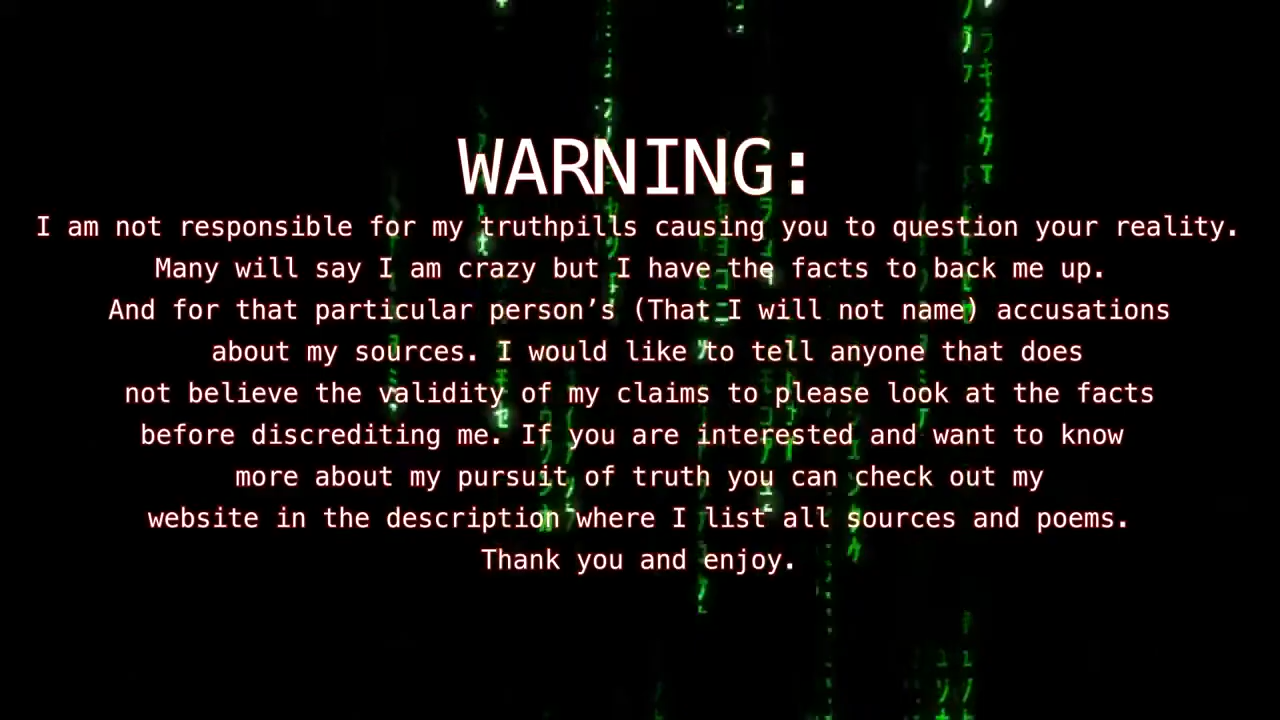 WARNING:
I am not responsible for my truthpills causing you to question your reality.
Many will say I am crazy but I have the facts to back me up.
And for that particular person’s (That I will not name) accusations
about my sources. I would like to tell anyone that does
not believe the validity of my claims to please look at the facts
before discrediting me. If you are interested and want to know
more about my pursuit of truth you can check out my
website in the description where I list all sources and poems.
Thank you and enjoy.